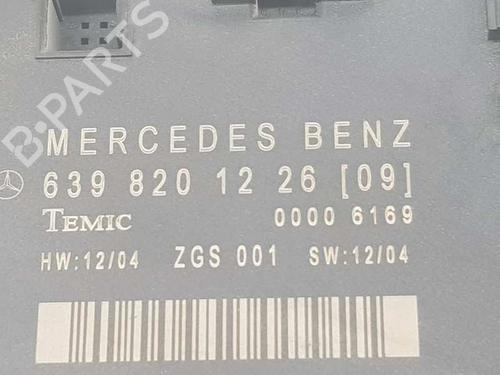 B-PARTS
MERCEDES BENZ
639 820 12 26 [09]
TEMIC 0000 6169
HW:12/04 ZGS 001 SW:12/04